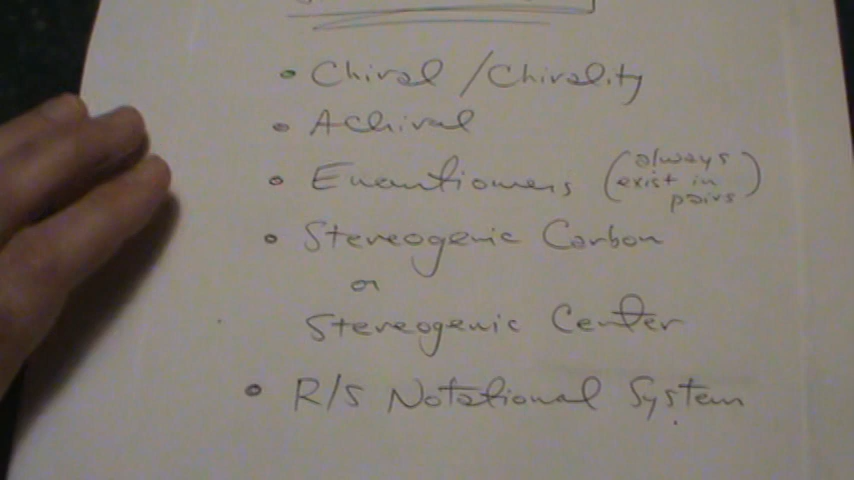 • Chiral / Chirality
• Achiral
• Enantiomers (always exist in pairs)
• Stereogenic Carbon
or
Stereogenic Center
• R/S Notational System